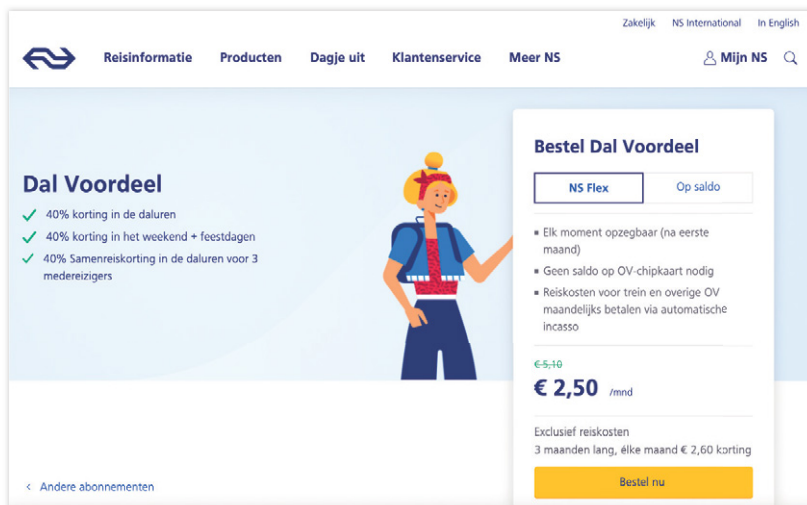 Zakelijk NS International In English
Reisinformatie Producten Dagje uit Klantenservice Meer NS Mijn NS
Dal Voordeel
40% korting in de daluren
40% korting in het weekend + feestdagen
40% Samenreiskorting in de daluren voor 3
medereizigers
Bestel Dal Voordeel
NS Flex Op saldo
Elk moment opzegbaar (na eerste
maand)
Geen saldo op OV-chipkaart nodig
Reiskosten voor trein en overige OV
maandelijks betalen via automatische
incasso
€ 5,10
€ 2,50 /mnd
Exclusief reiskosten
3 maanden lang, élke maand € 2,60 korting
Bestel nu
< Andere abonnementen